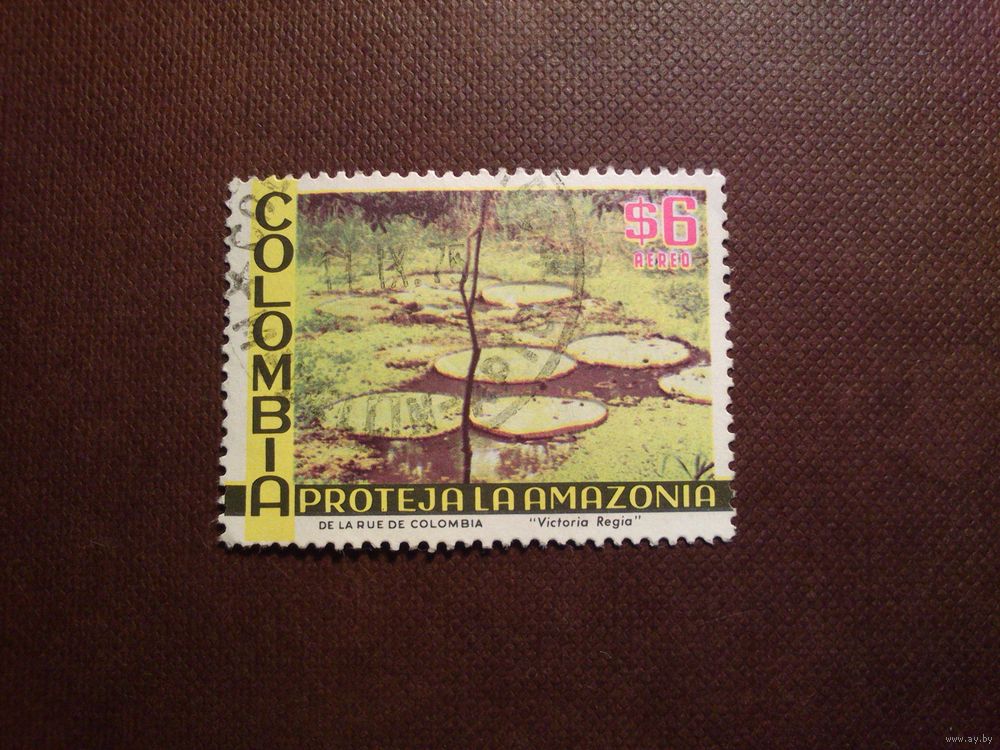 COLOMBIA
$6
AEREO
PROTEJA LA AMAZONIA
DE LA RUE DE COLOMBIA "Victoria Regia"
www.ay.by